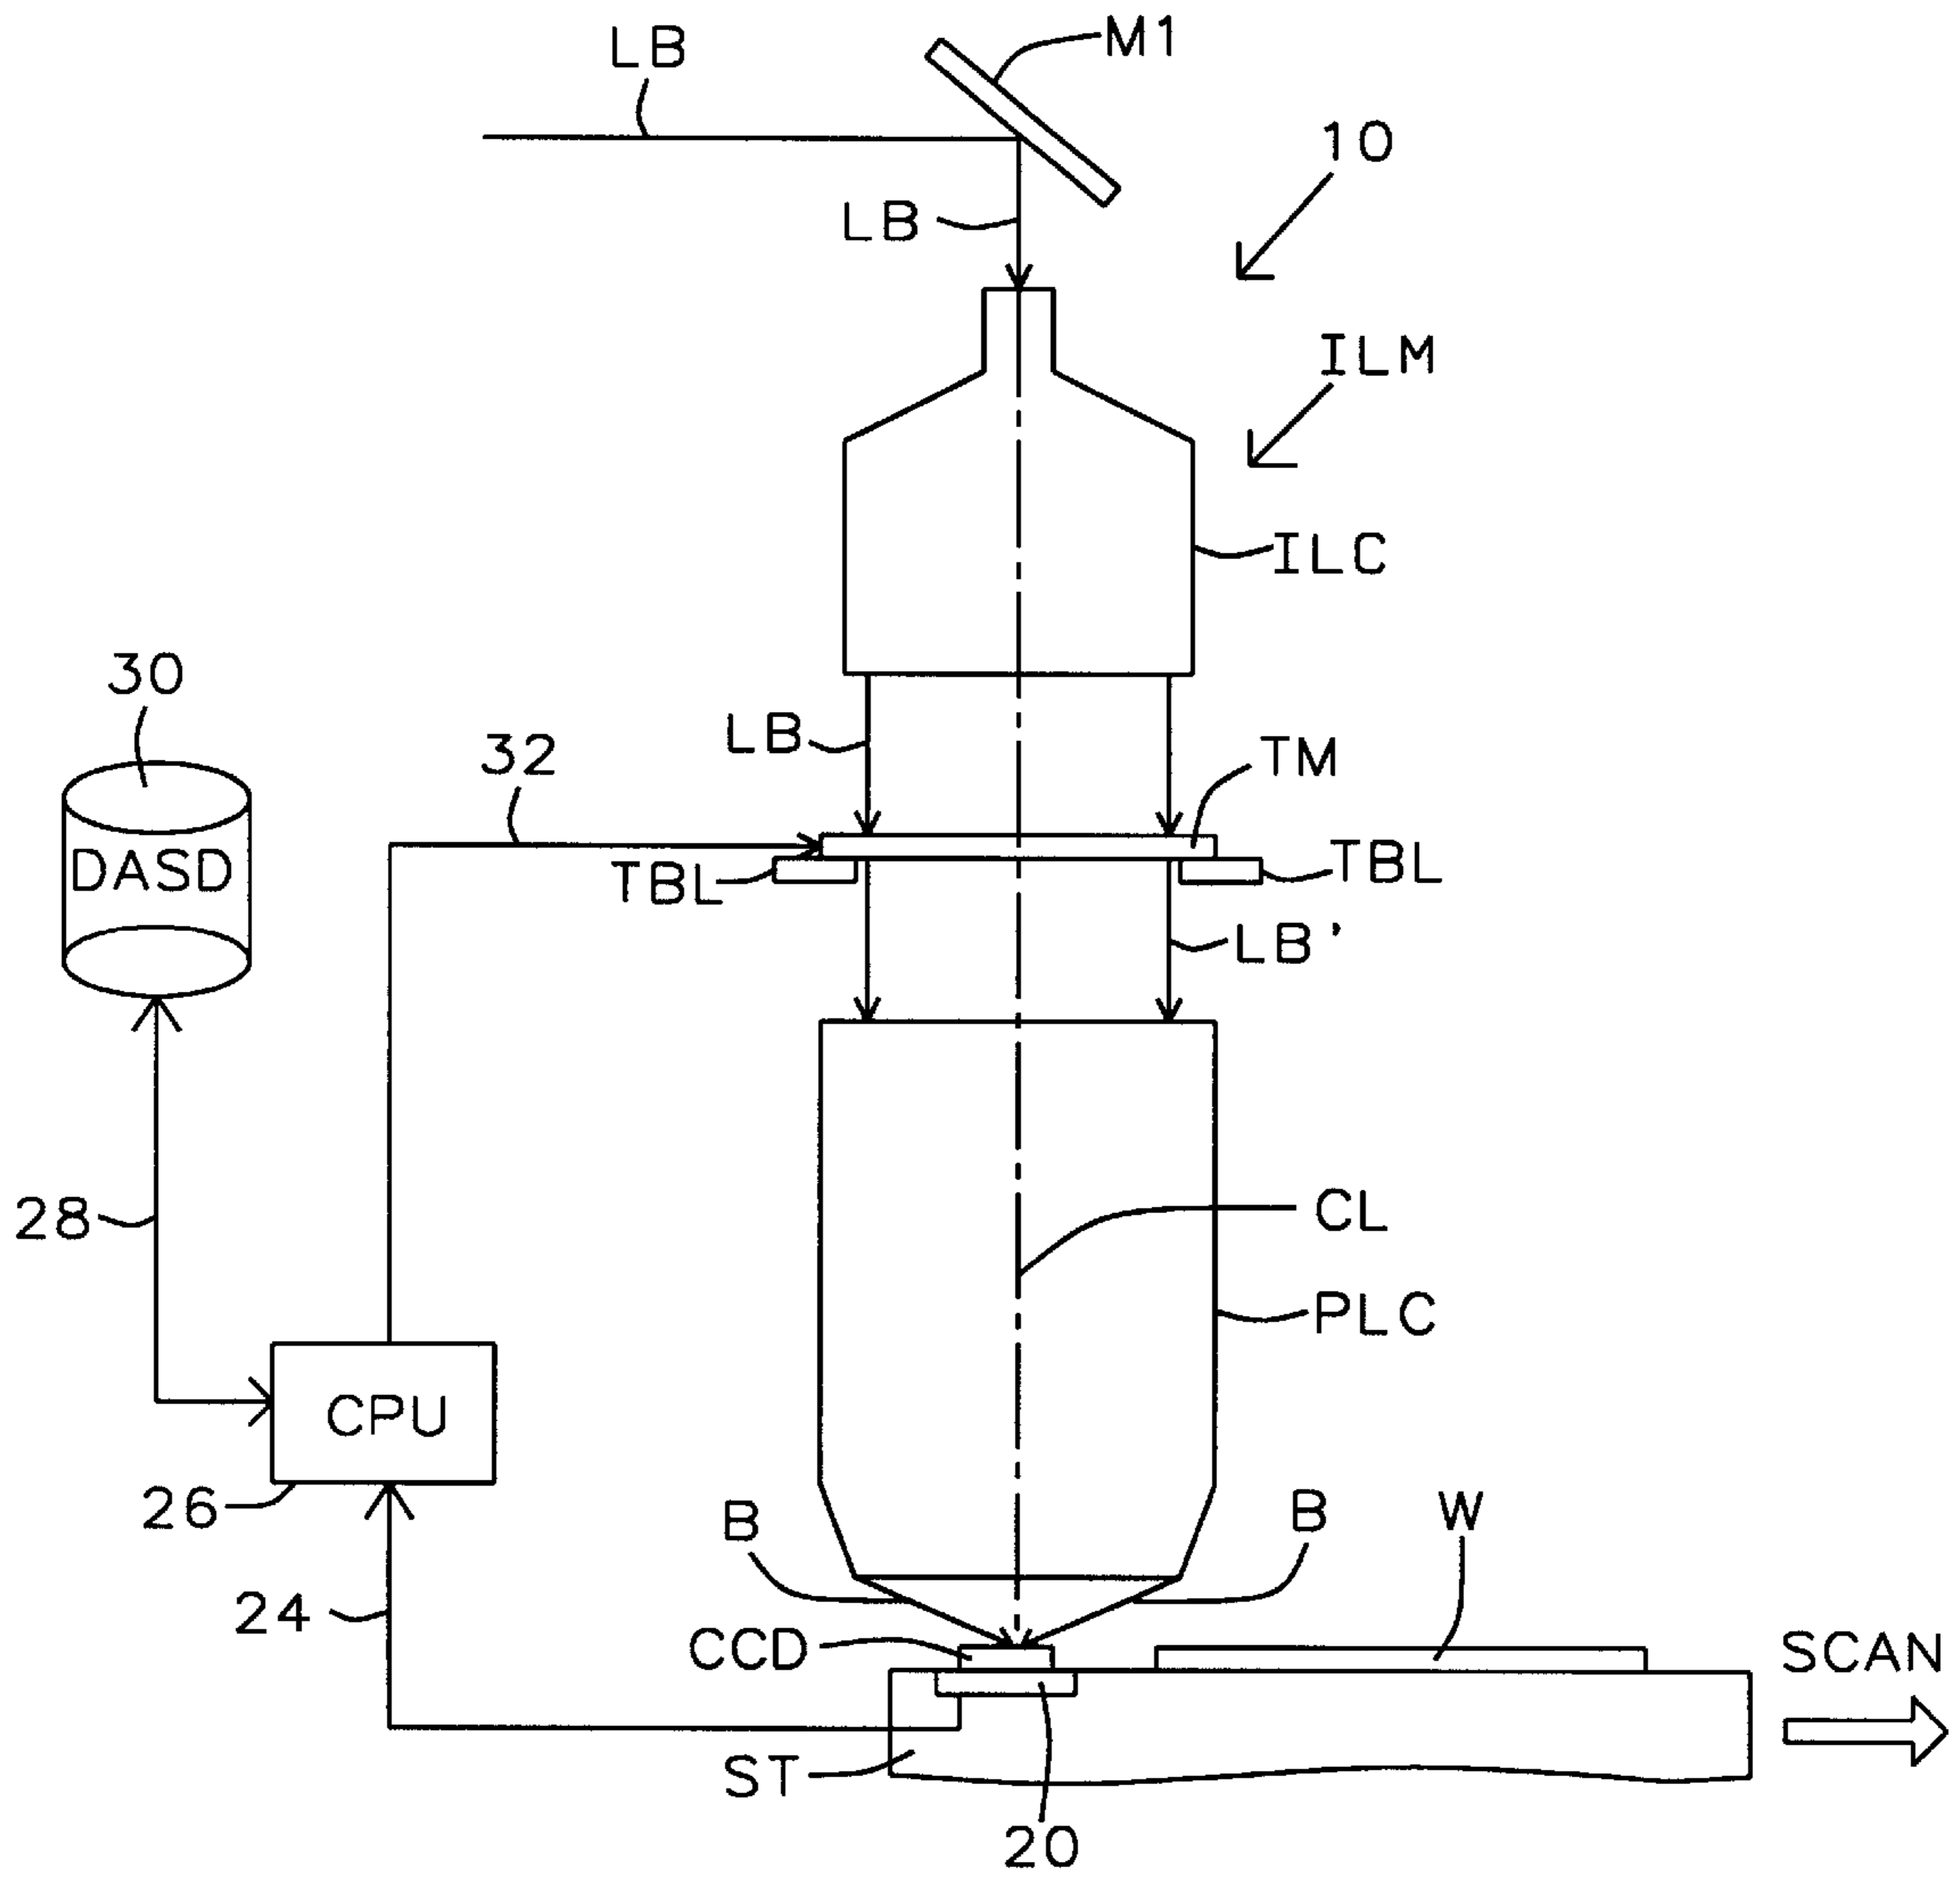 LB
M1
10
LB
ILM
ILC
30
LB
32
TM
DASD
TBL
TBL
LB'
28
CL
PLC
CPU
26
B
B
W
24
CCD
SCAN
ST
20